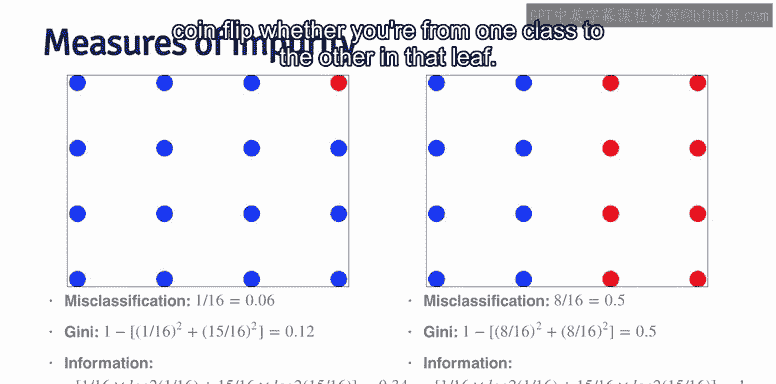 coin flip whether you're from one class to
the other in that leaf.
Measures of Impurity
· Misclassification: 1/16 = 0.06
· Gini: 1 − [(1/16)² + (15/16)²] = 0.12
· Information:
· Misclassification: 8/16 = 0.5
· Gini: 1 − [(8/16)² + (8/16)²] = 0.5
· Information: